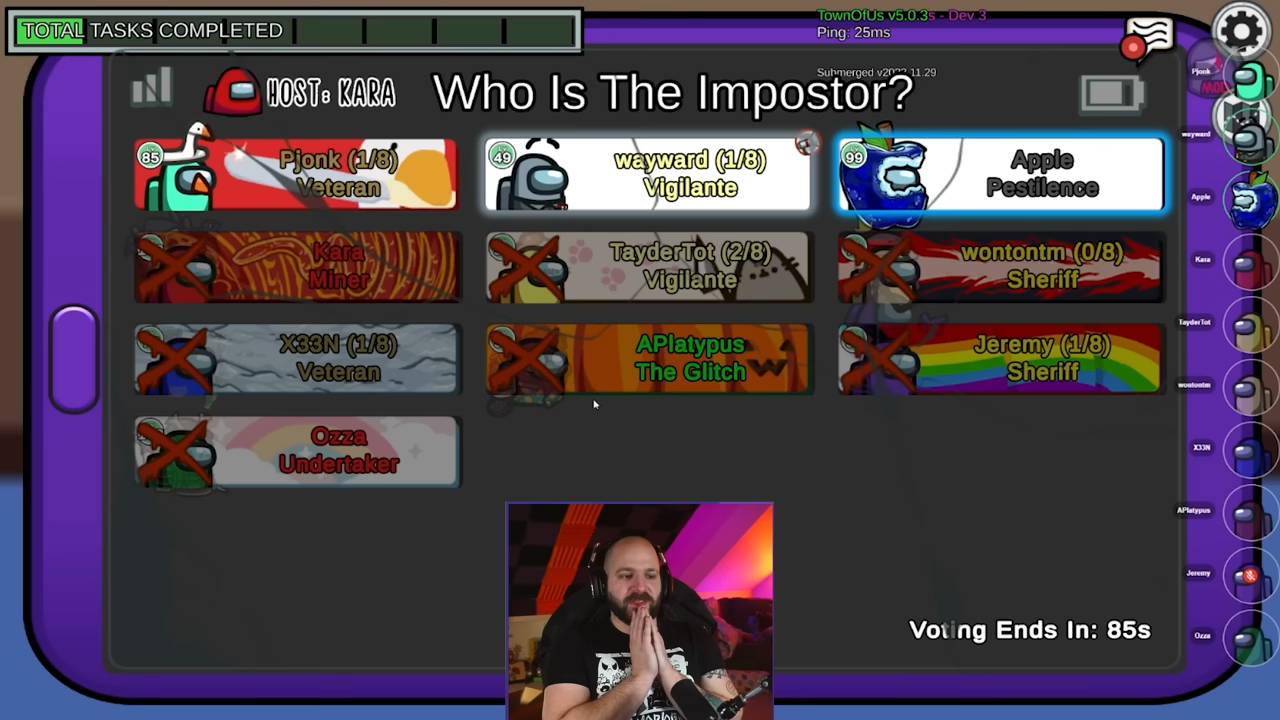 TOTAL TASKS COMPLETED
TownOfUs v5.0.3s - Dev 3
Ping: 25ms
Submerged v2022.11.29
HOST: KARA
Who Is The Impostor?
85
Pjonk (1/8)
Veteran
49
wayward (1/8)
Vigilante
99
Apple
Pestilence
Kara
Miner
TayderTot (2/8)
Vigilante
wontontm (0/8)
Sheriff
X33N (1/8)
Veteran
APlatypus
The Glitch
Jeremy (1/8)
Sheriff
Ozza
Undertaker
Voting Ends In: 85s
Pjonk
wayward
Apple
Kara
TayderTot
wontontm
X33N
APlatypus
Jeremy
Ozza